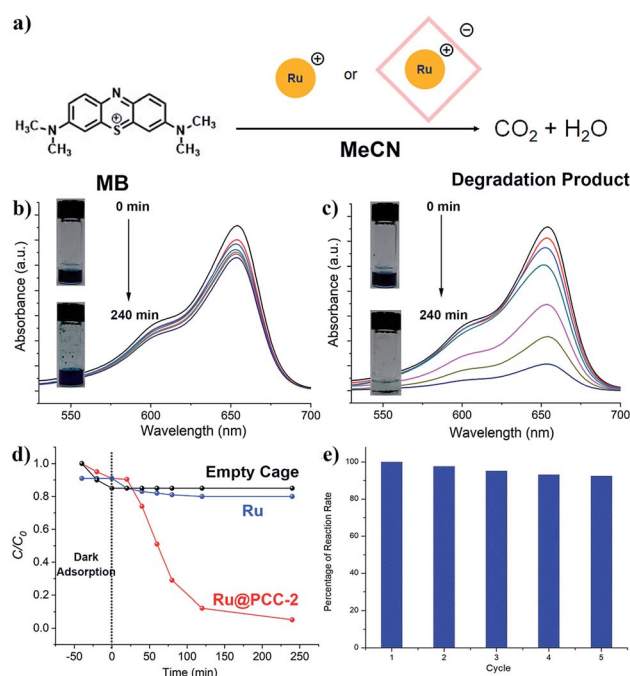 a)
Ru
+
or
Ru
+
−
N
H₃C
N
CH₃
S
+
N
CH₃
CH₃
MeCN
CO₂ + H₂O
MB
Degradation Product
b)
0 min
240 min
Absorbance (a.u.)
550
600
650
700
Wavelength (nm)
c)
0 min
240 min
Absorbance (a.u.)
550
600
650
700
Wavelength (nm)
d)
1.0
0.8
0.6
0.4
0.2
0.0
C/C₀
Empty Cage
Ru
Dark
Adsorption
Ru@PCC-2
-50
0
50
100
150
200
250
Time (min)
e)
100
80
60
40
20
0
Percentage of Reaction Rate
1
2
3
4
5
Cycle